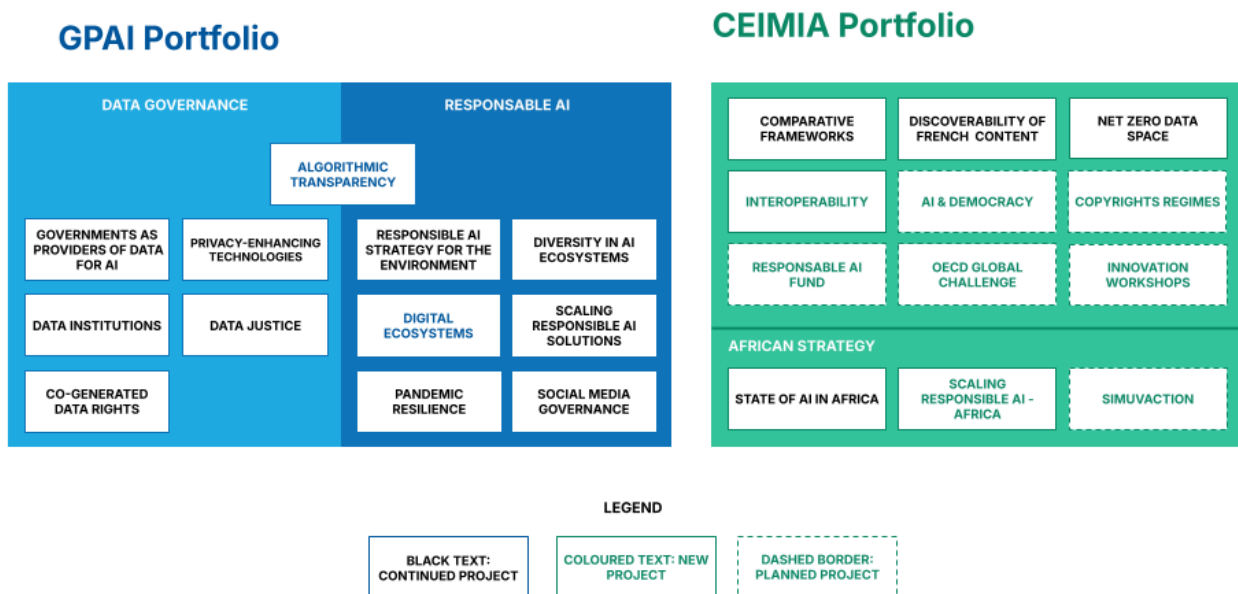 GPAI Portfolio
DATA GOVERNANCE
RESPONSIBLE AI
ALGORITHMIC
TRANSPARENCY
GOVERNMENTS AS
PROVIDERS OF DATA
FOR AI
PRIVACY-ENHANCING
TECHNOLOGIES
RESPONSIBLE AI
STRATEGY FOR THE
ENVIRONMENT
DIVERSITY IN AI
ECOSYSTEMS
DATA INSTITUTIONS
DATA JUSTICE
DIGITAL
ECOSYSTEMS
SCALING
RESPONSIBLE AI
SOLUTIONS
CO-GENERATED
DATA RIGHTS
PANDEMIC
RESILIENCE
SOCIAL MEDIA
GOVERNANCE
CEIMIA Portfolio
COMPARATIVE
FRAMEWORKS
DISCOVERABILITY OF
FRENCH CONTENT
NET ZERO DATA
SPACE
INTEROPERABILITY
AI & DEMOCRACY
COPYRIGHTS REGIMES
RESPONSIBLE AI
FUND
OECD GLOBAL
CHALLENGE
INNOVATION
WORKSHOPS
AFRICAN STRATEGY
STATE OF AI IN AFRICA
SCALING
RESPONSIBLE AI -
AFRICA
SIMUVACTION
LEGEND
BLACK TEXT:
CONTINUED PROJECT
COLOURED TEXT: NEW
PROJECT
DASHED BORDER:
PLANNED PROJECT